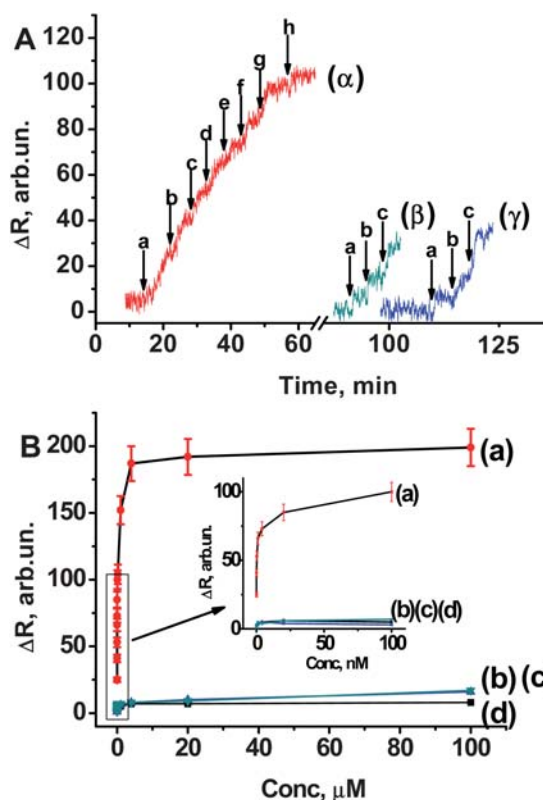 A
120
100
80
60
40
20
0
ΔR, arb.un.
a
b
c
d
e
f
g
h
(α)
a
b
c
(β)
a
b
c
(γ)
0 20 40 60 100 125
Time, min
B
200
150
100
50
0
ΔR, arb.un.
(a)
(b) (c
(d)
100
75
50
25
0
ΔR, arb.un.
(a)
(b)(c)(d)
0 50 100
Conc, nM
0 20 40 60 80 100
Conc, μM